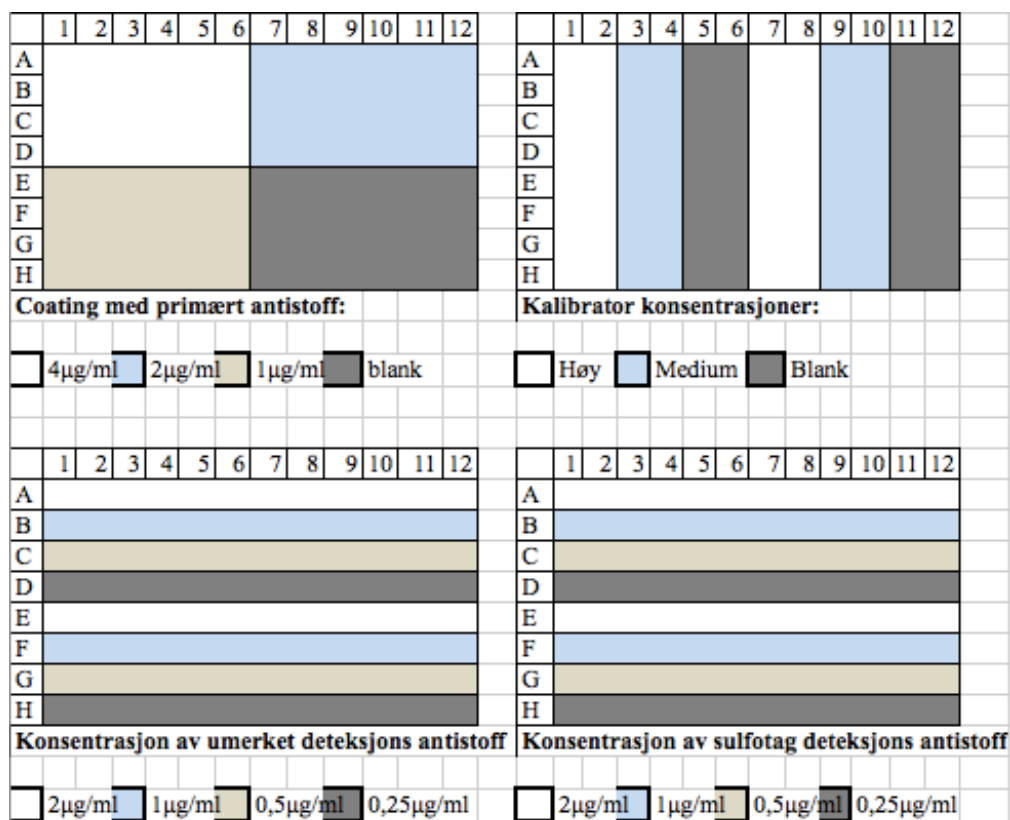 1 2 3 4 5 6 7 8 9 10 11 12
A
B
C
D
E
F
G
H
Coating med primært antistoff:
4µg/ml 2µg/ml 1µg/ml blank
1 2 3 4 5 6 7 8 9 10 11 12
A
B
C
D
E
F
G
H
Kalibrator konsentrasjoner:
Høy Medium Blank
1 2 3 4 5 6 7 8 9 10 11 12
A
B
C
D
E
F
G
H
Konsentrasjon av umerket deteksjons antistoff
2µg/ml 1µg/ml 0,5µg/ml 0,25µg/ml
1 2 3 4 5 6 7 8 9 10 11 12
A
B
C
D
E
F
G
H
Konsentrasjon av sulfotag deteksjons antistoff
2µg/ml 1µg/ml 0,5µg/ml 0,25µg/ml